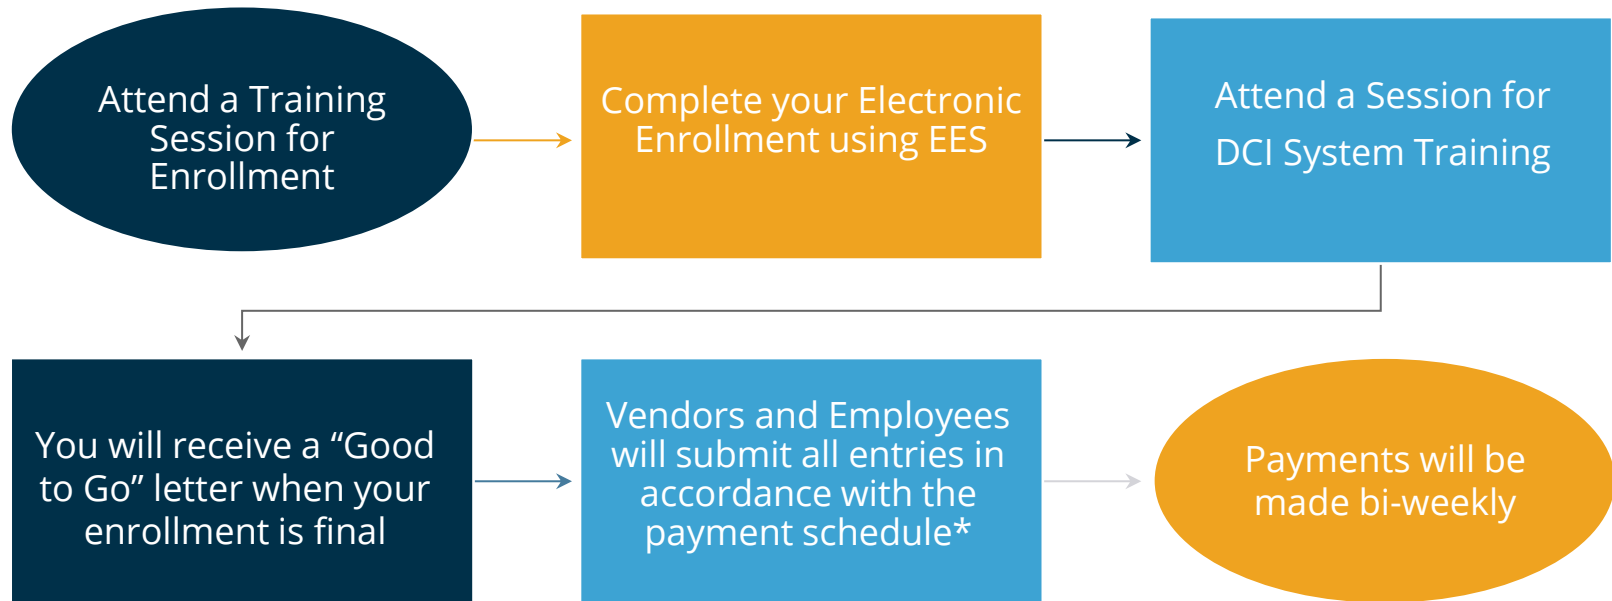 Attend a Training
Session for
Enrollment
Complete your Electronic
Enrollment using EES
Attend a Session for
DCI System Training
You will receive a “Good
to Go” letter when your
enrollment is final
Vendors and Employees
will submit all entries in
accordance with the
payment schedule*
Payments will be
made bi-weekly